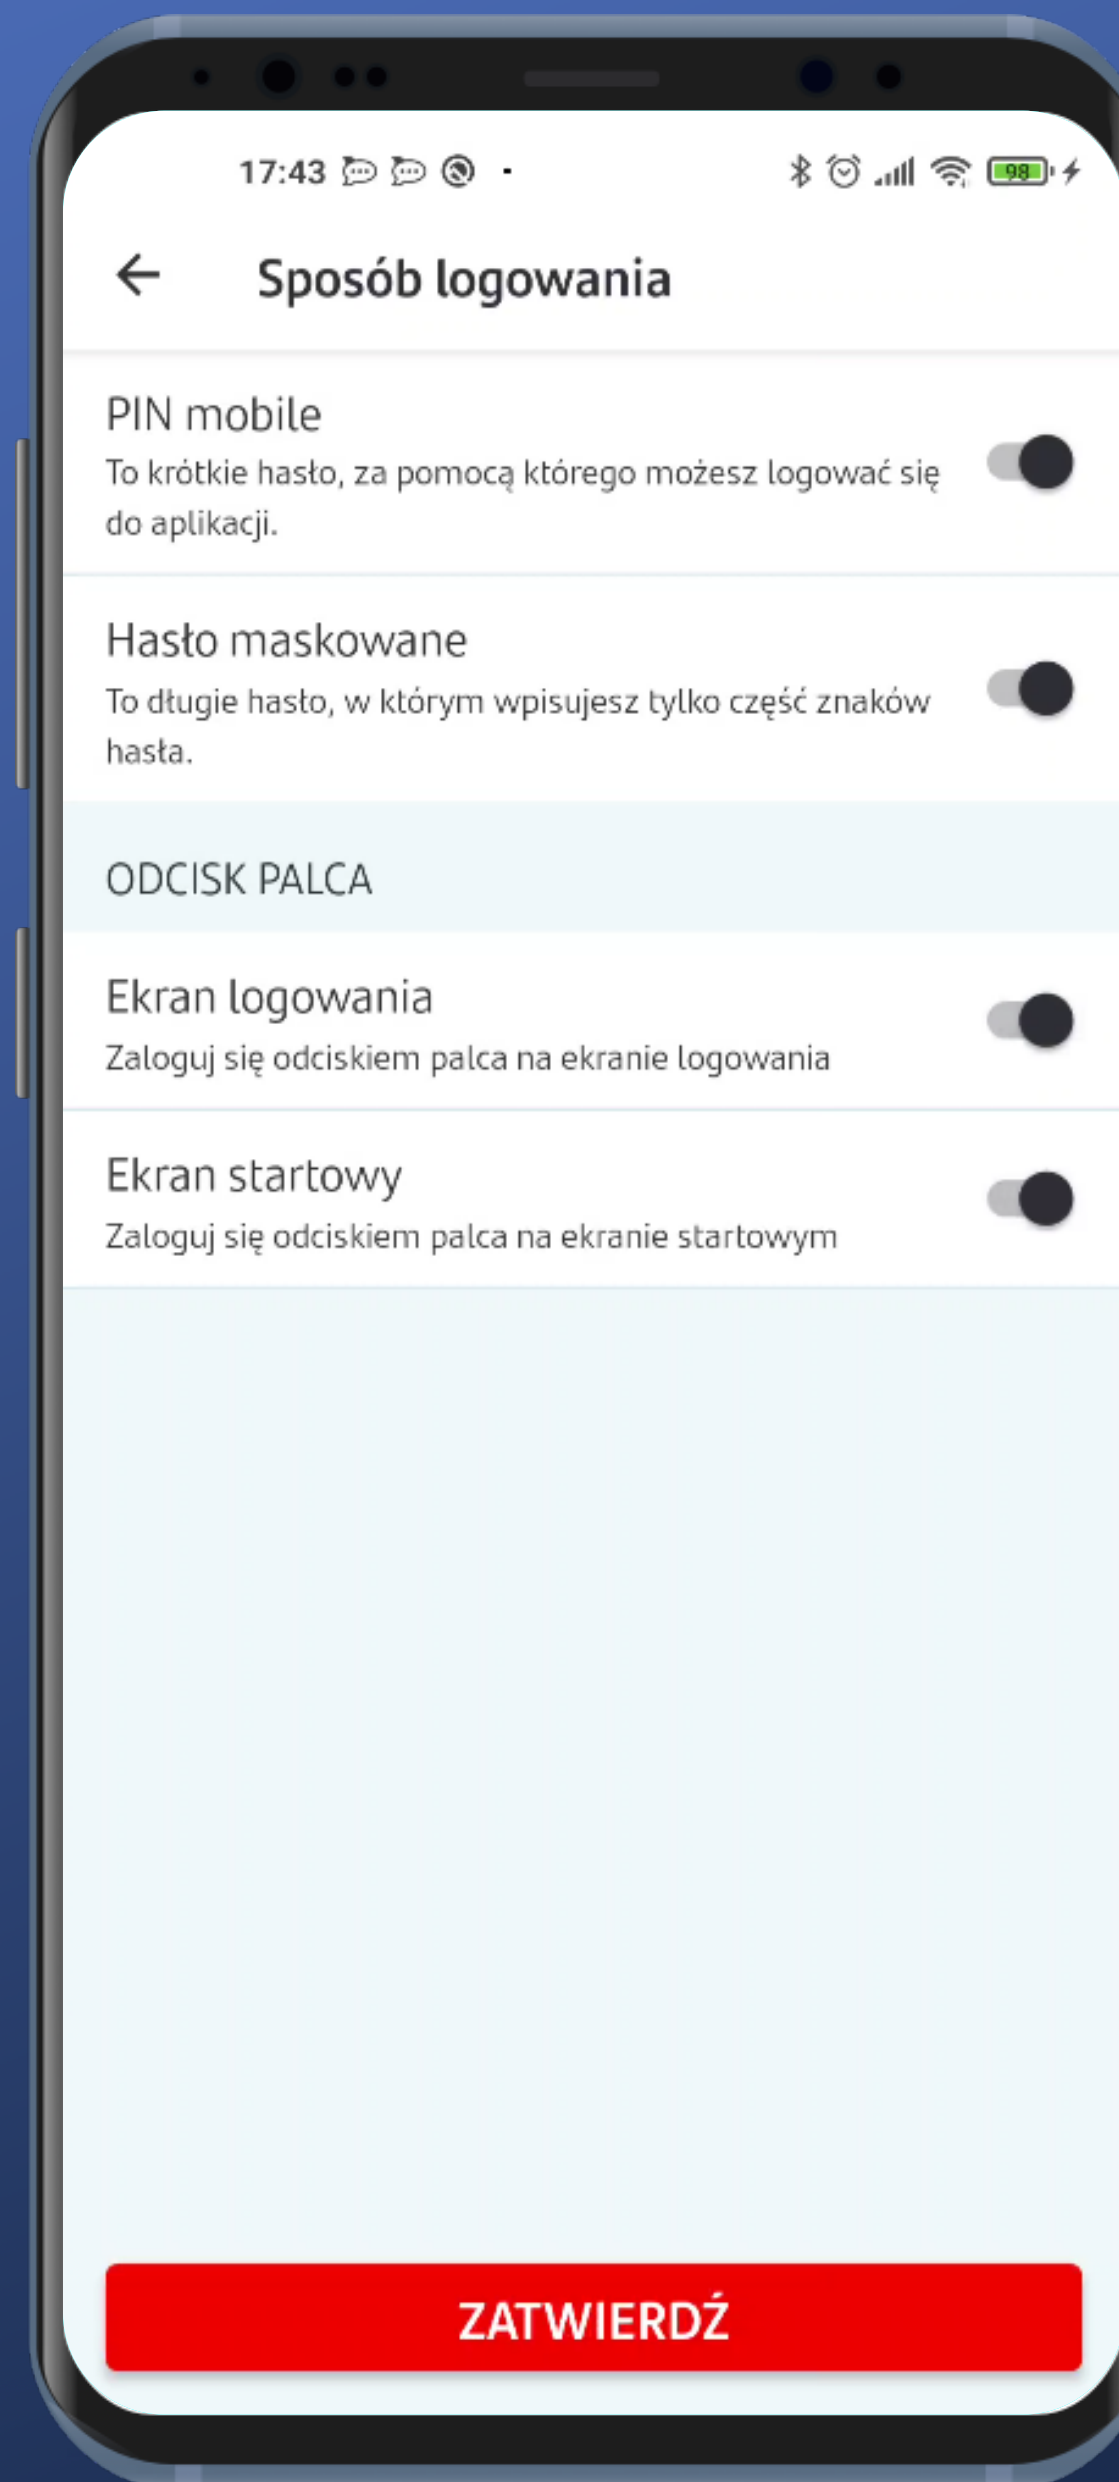 17:43
98
Sposób logowania
PIN mobile
To krótkie hasło, za pomocą którego możesz logować się
do aplikacji.
Hasło maskowane
To długie hasło, w którym wpisujesz tylko część znaków
hasła.
ODCISK PALCA
Ekran logowania
Zaloguj się odciskiem palca na ekranie logowania
Ekran startowy
Zaloguj się odciskiem palca na ekranie startowym
ZATWIERDŹ